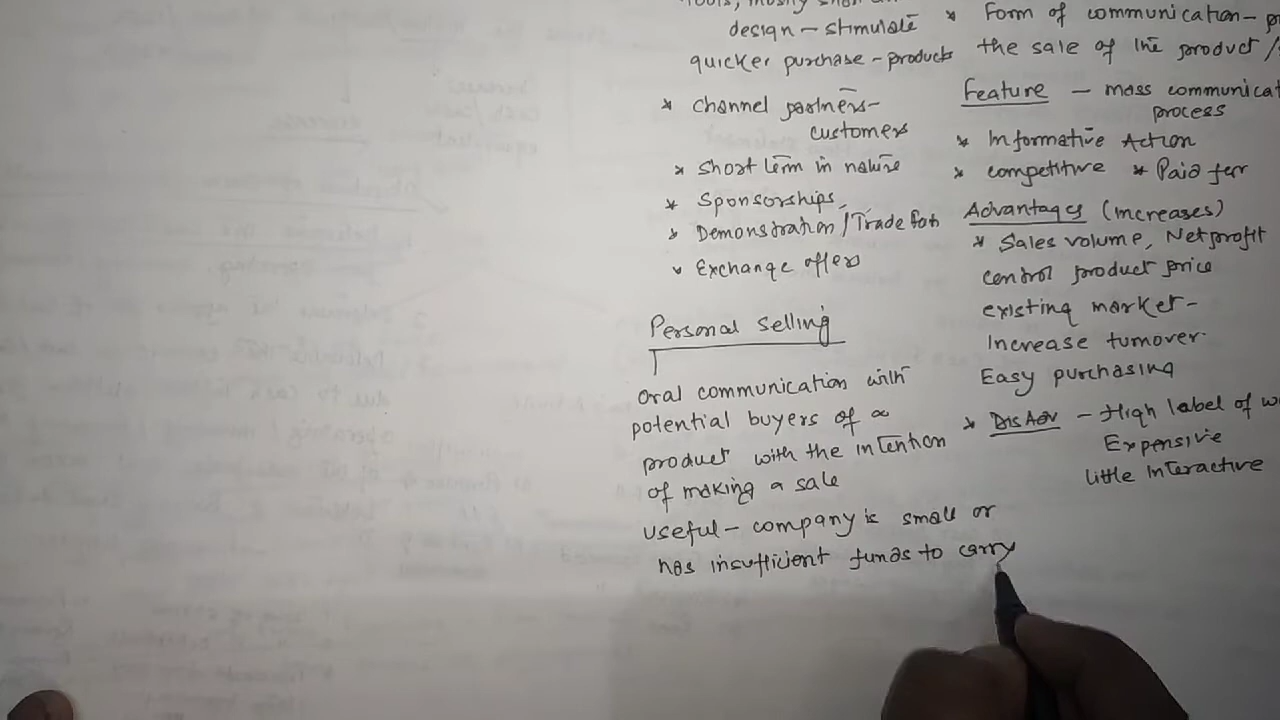 design - stimulate
quicker purchase - products
* channel partners-
customers
* short term in nature
* Sponsorships,
* Demonstration / Trade
* Exchange offers
Personal selling
oral communication with
potential buyers of a
product with the intention
of making a sale
useful - company is small or
has insufficient funds to carry
* Form of communication -
the sale of the product /
Feature - mass communicat
process
* Informative Action
* competitive * Paid for
Advantages (increases)
* Sales volume, Net profit
control product price
existing market-
Increase turnover.
Easy purchasing
* DisAdv - High label of
Expensive
little Interactive